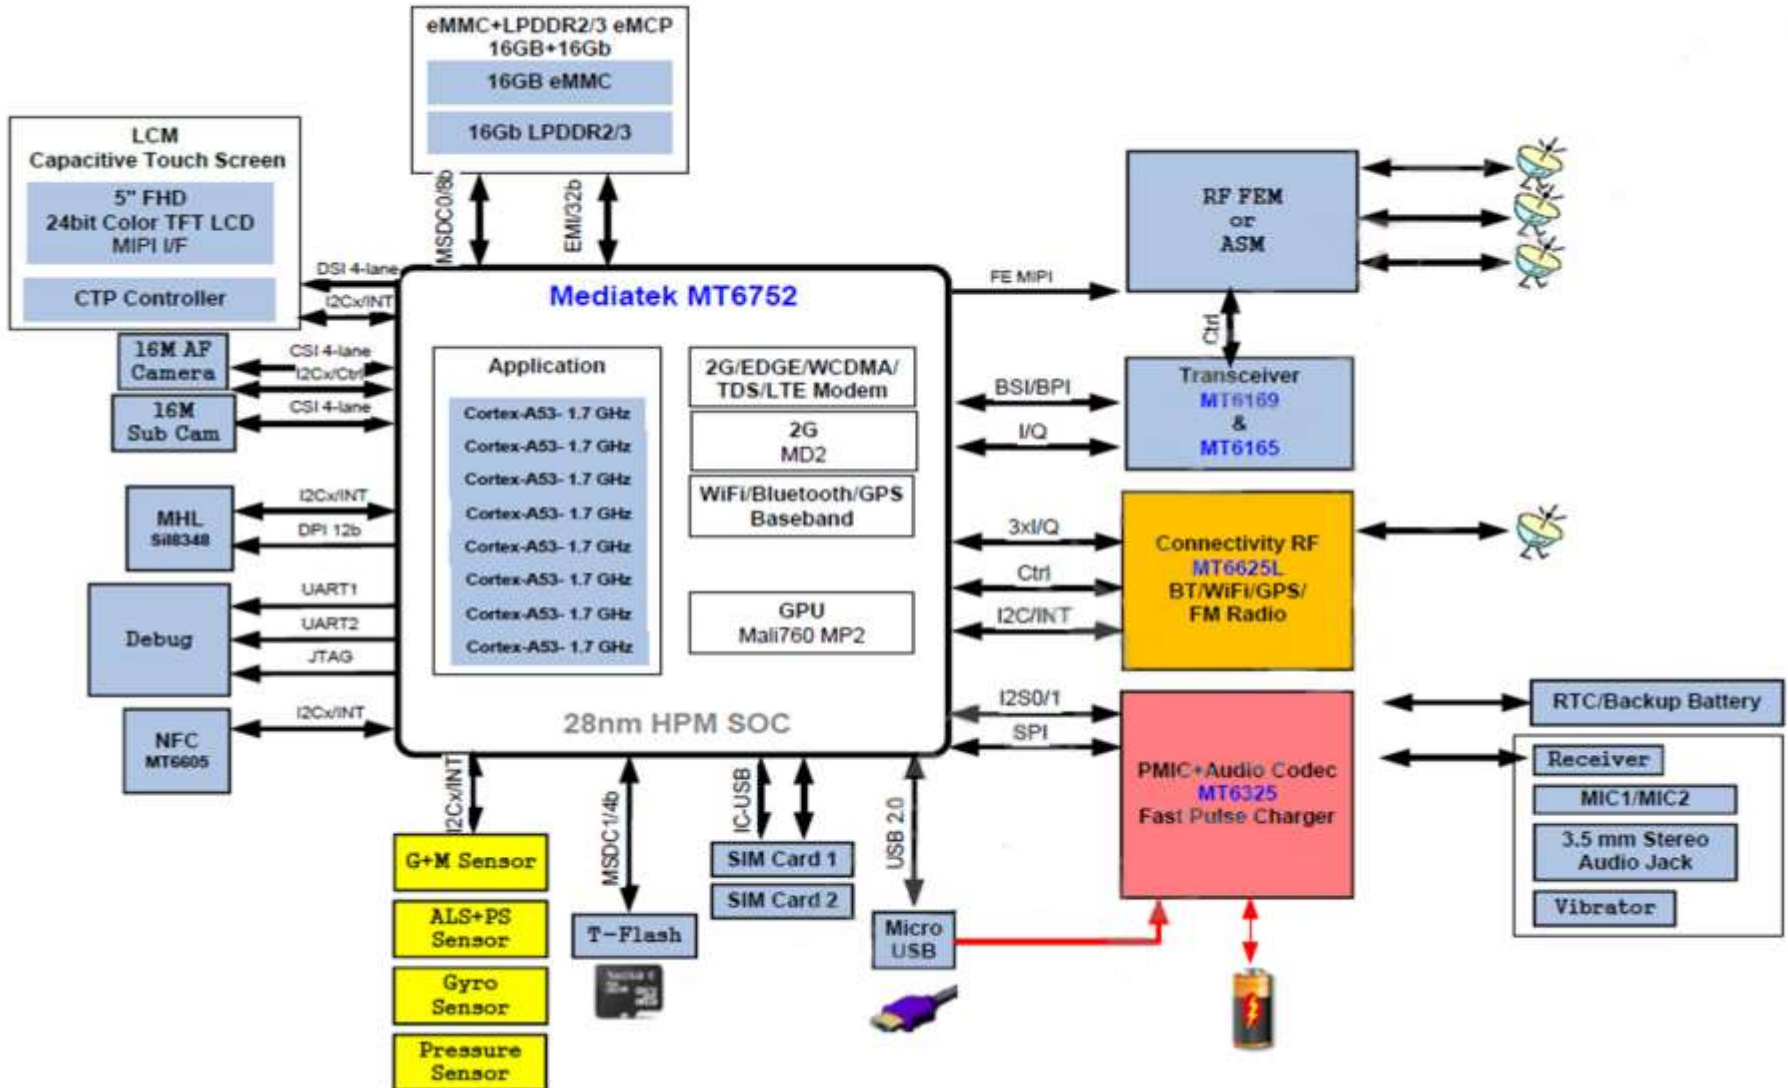 eMMC+LPDDR2/3 eMCP
16GB+16Gb
16GB eMMC
16Gb LPDDR2/3
LCM
Capacitive Touch Screen
5" FHD
24bit Color TFT LCD
MIPI I/F
CTP Controller
MSDC0/8b
EMI/32b
DSI 4-lane
I2Cx/INT
16M AF
Camera
CSI 4-lane
I2Cx/Ctrl
16M
Sub Cam
CSI 4-lane
MHL
SiI8348
I2Cx/INT
DPI 12b
Debug
UART1
UART2
JTAG
NFC
MT6605
I2Cx/INT
Mediatek MT6752
Application
Cortex-A53- 1.7 GHz
Cortex-A53- 1.7 GHz
Cortex-A53- 1.7 GHz
Cortex-A53- 1.7 GHz
Cortex-A53- 1.7 GHz
Cortex-A53- 1.7 GHz
Cortex-A53- 1.7 GHz
Cortex-A53- 1.7 GHz
2G/EDGE/WCDMA/
TDS/LTE Modem
2G
MD2
WiFi/Bluetooth/GPS
Baseband
GPU
Mali760 MP2
28nm HPM SOC
FE MIPI
RF FEM
or
ASM
Ctrl
BSI/BPI
I/Q
Transceiver
MT6169
&
MT6165
3xI/Q
Ctrl
I2C/INT
Connectivity RF
MT6625L
BT/WiFi/GPS/
FM Radio
I2S0/1
SPI
PMIC+Audio Codec
MT6325
Fast Pulse Charger
RTC/Backup Battery
Receiver
MIC1/MIC2
3.5 mm Stereo
Audio Jack
Vibrator
I2Cx/INT
MSDC1/4b
IC-USB
USB 2.0
G+M Sensor
ALS+PS
Sensor
Gyro
Sensor
Pressure
Sensor
T-Flash
SIM Card 1
SIM Card 2
Micro
USB